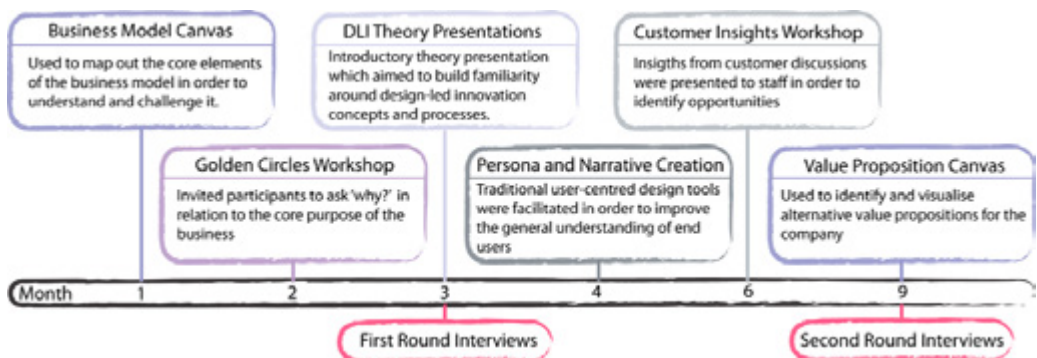 Business Model Canvas
Used to map out the core elements
of the business model in order to
understand and challenge it.
DLI Theory Presentations
Introductory theory presentation
which aimed to build familiarity
around design-led innovation
concepts and processes.
Customer Insights Workshop
Insigths from customer discussions
were presented to staff in order to
identify opportunities
Golden Circles Workshop
Invited participants to ask 'why?' in
relation to the core purpose of the
business
Persona and Narrative Creation
Traditional user-centred design tools
were facilitated in order to improve
the general understanding of end
users
Value Proposition Canvas
Used to identify and visualise
alternative value propositions for the
company
Month 1 2 3 4 6 9
First Round Interviews
Second Round Interviews